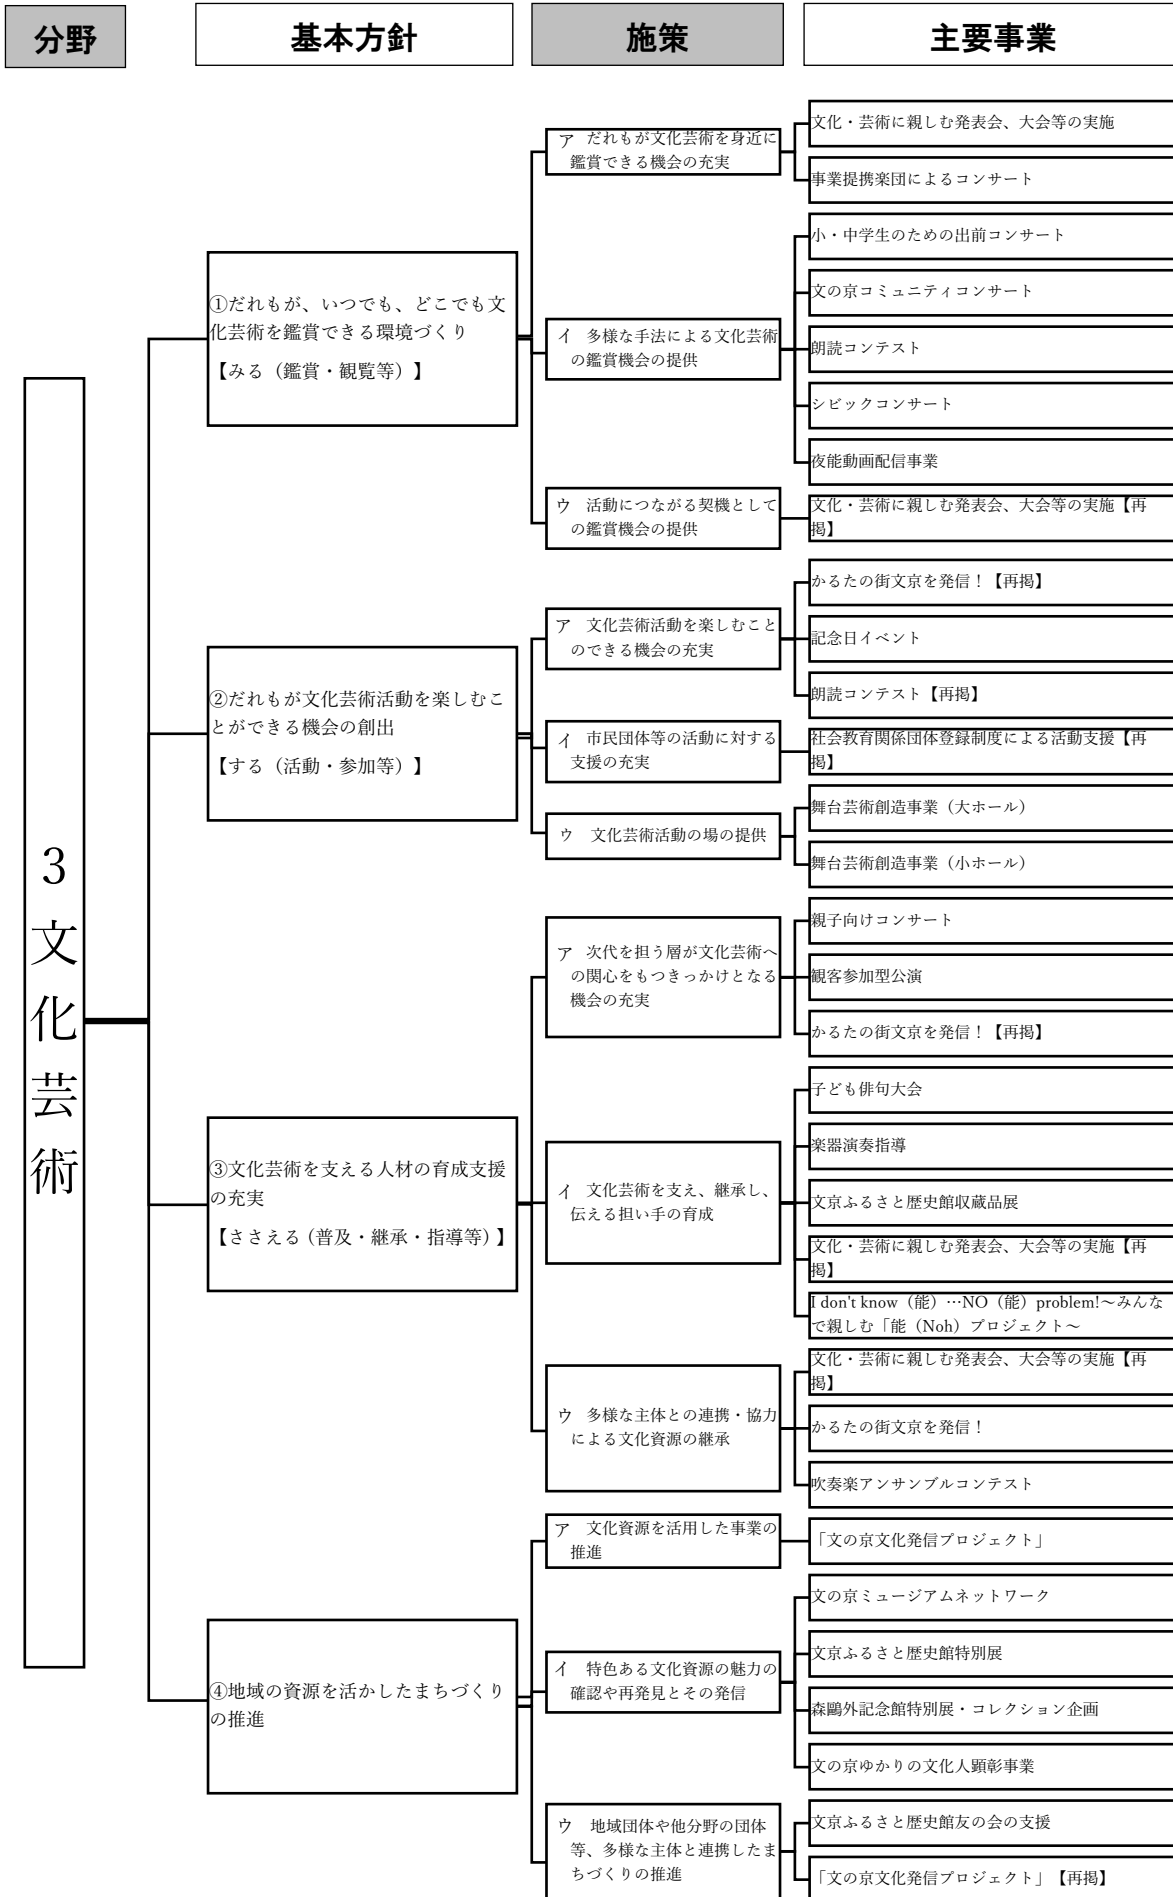 分野
基本方針
施策
主要事業
3文化芸術
①だれもが、いつでも、どこでも文
化芸術を鑑賞できる環境づくり
【みる（鑑賞・観覧等）】
ア　だれもが文化芸術を身近に
鑑賞できる機会の充実
文化・芸術に親しむ発表会、大会等の実施
事業提携楽団によるコンサート
イ　多様な手法による文化芸術
の鑑賞機会の提供
小・中学生のための出前コンサート
文の京コミュニティコンサート
朗読コンテスト
シビックコンサート
夜能動画配信事業
ウ　活動につながる契機として
の鑑賞機会の提供
文化・芸術に親しむ発表会、大会等の実施【再
掲】
②だれもが文化芸術活動を楽しむこ
とができる機会の創出
【する（活動・参加等）】
ア　文化芸術活動を楽しむこと
のできる機会の充実
かるたの街文京を発信！【再掲】
記念日イベント
朗読コンテスト【再掲】
イ　市民団体等の活動に対する
支援の充実
社会教育関係団体登録制度による活動支援【再
掲】
ウ　文化芸術活動の場の提供
舞台芸術創造事業（大ホール）
舞台芸術創造事業（小ホール）
③文化芸術を支える人材の育成支援
の充実
【ささえる（普及・継承・指導等）】
ア　次代を担う層が文化芸術へ
の関心をもつきっかけとなる
機会の充実
親子向けコンサート
観客参加型公演
かるたの街文京を発信！【再掲】
イ　文化芸術を支え、継承し、
伝える担い手の育成
子ども俳句大会
楽器演奏指導
文京ふるさと歴史館収蔵品展
文化・芸術に親しむ発表会、大会等の実施【再
掲】
I don't know（能）…NO（能）problem!～みんな
で親しむ「能（Noh）プロジェクト～
ウ　多様な主体との連携・協力
による文化資源の継承
文化・芸術に親しむ発表会、大会等の実施【再
掲】
かるたの街文京を発信！
吹奏楽アンサンブルコンテスト
④地域の資源を活かしたまちづくり
の推進
ア　文化資源を活用した事業の
推進
「文の京文化発信プロジェクト」
イ　特色ある文化資源の魅力の
確認や再発見とその発信
文の京ミュージアムネットワーク
文京ふるさと歴史館特別展
森鷗外記念館特別展・コレクション企画
文の京ゆかりの文化人顕彰事業
ウ　地域団体や他分野の団体
等、多様な主体と連携したま
ちづくりの推進
文京ふるさと歴史館友の会の支援
「文の京文化発信プロジェクト」【再掲】